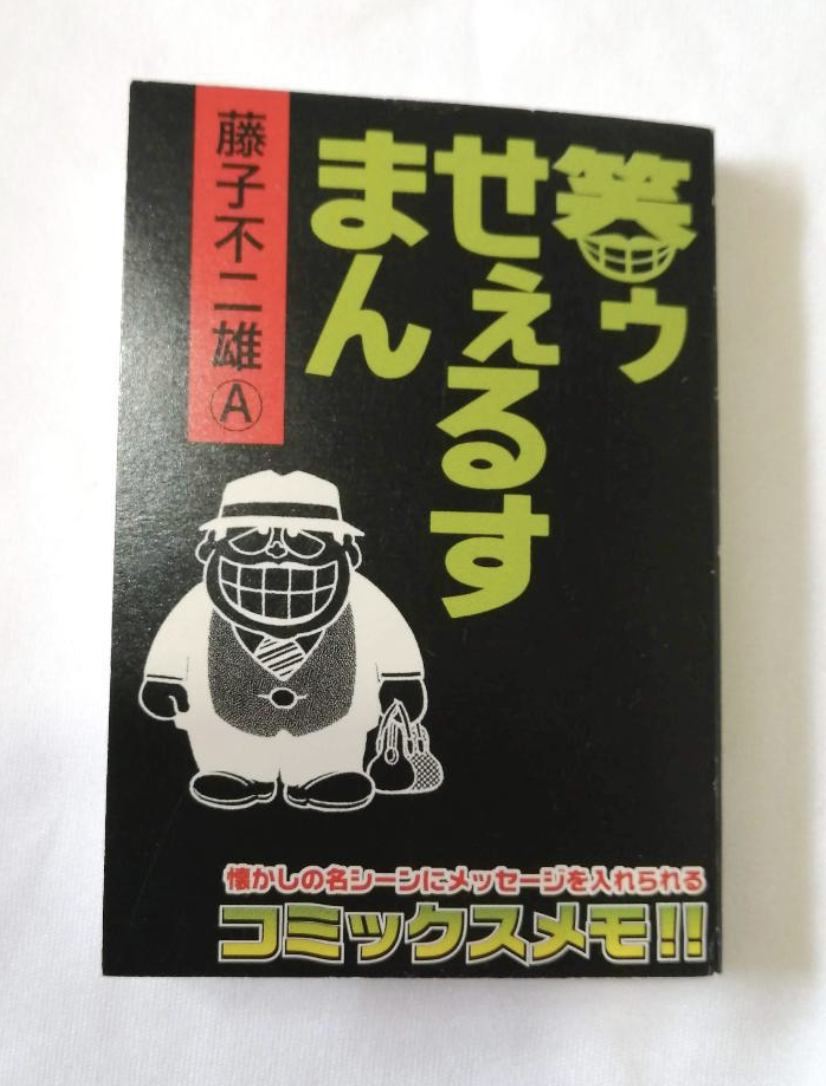 笑ゥ
せぇるす
まん
藤子不二雄Ⓐ
懐かしの名シーンにメッセージを入れられる
コミックスメモ!!